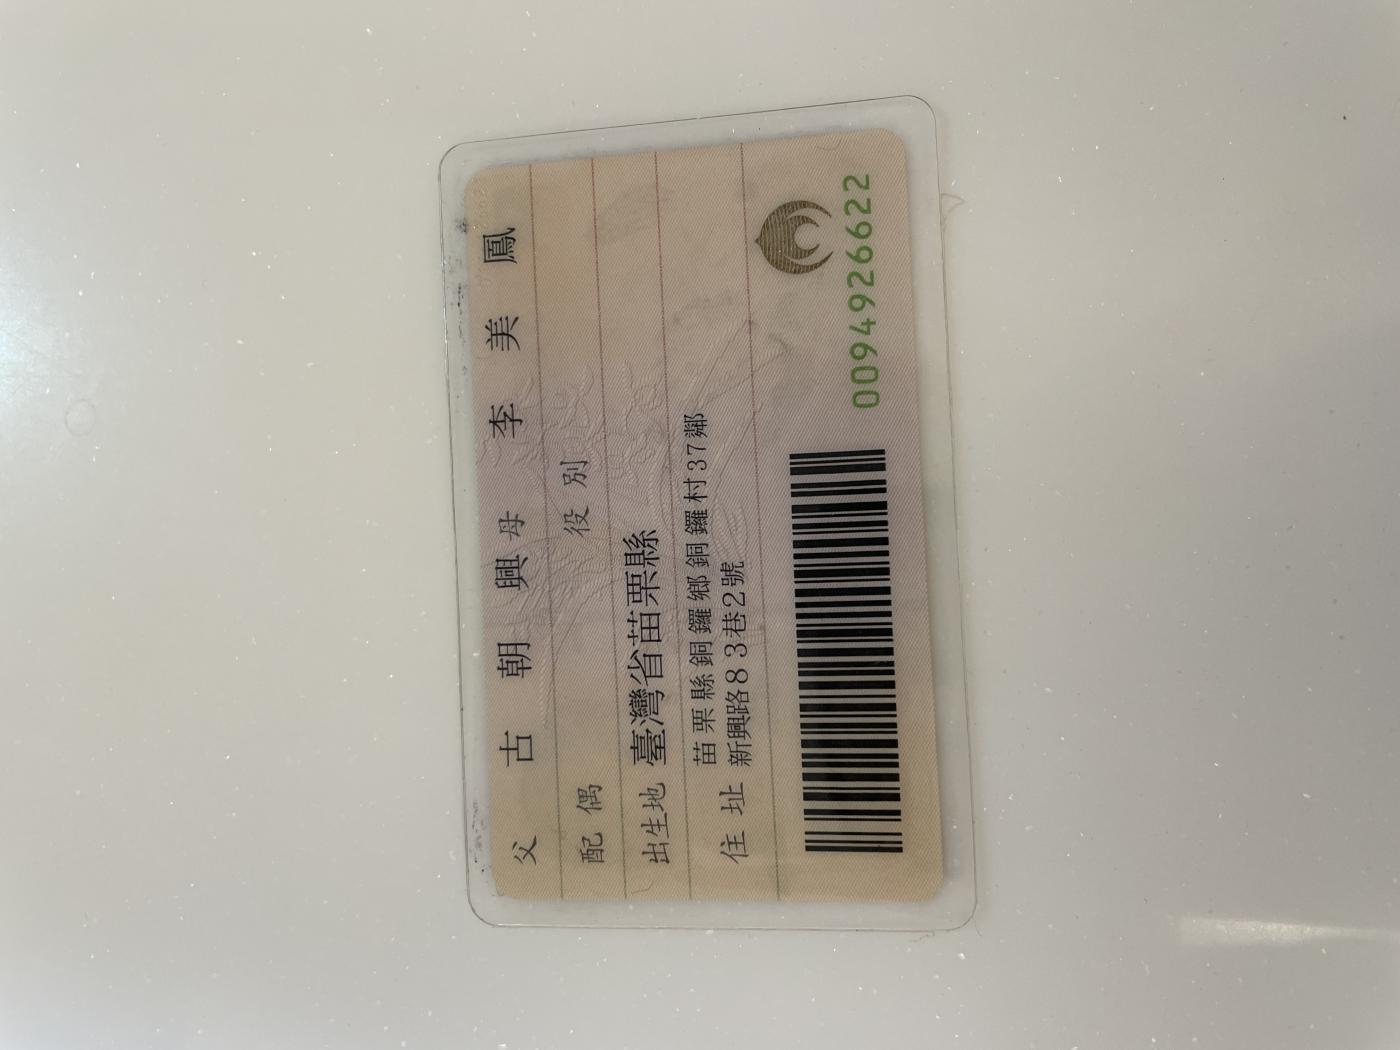 父 古朝興 母 李美鳳
配偶 役別
出生地 臺灣省苗栗縣
住址 苗栗縣銅鑼鄉銅鑼村37鄰
新興路83巷2號
0094926622